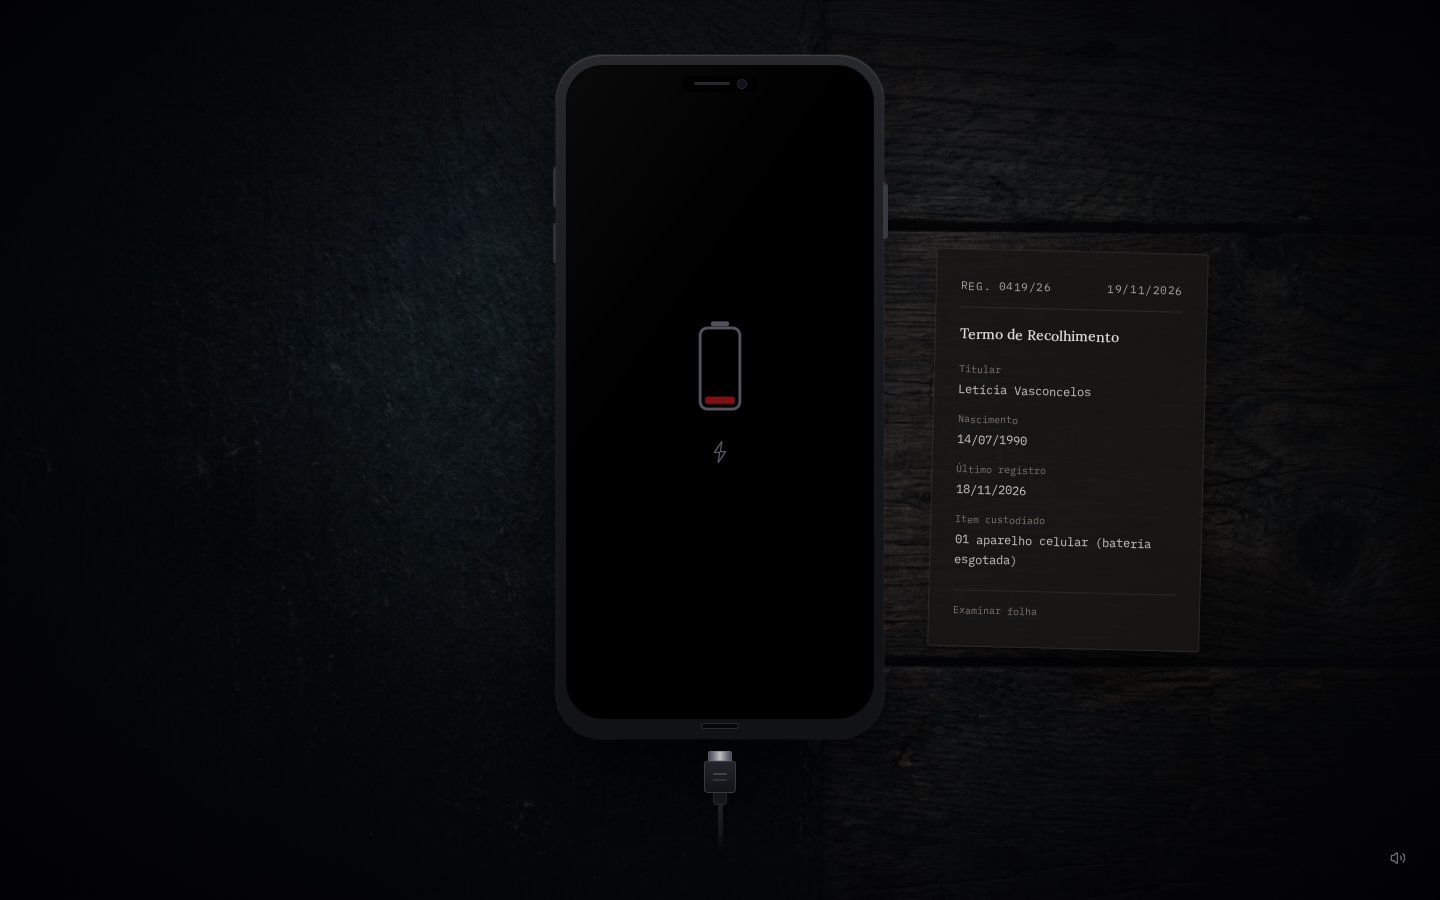 REG. 0419/26 19/11/2026
Termo de Recolhimento
Titular
Letícia Vasconcelos
Nascimento
14/07/1990
Último registro
18/11/2026
Item custodiado
01 aparelho celular (bateria
esgotada)
Examinar folha